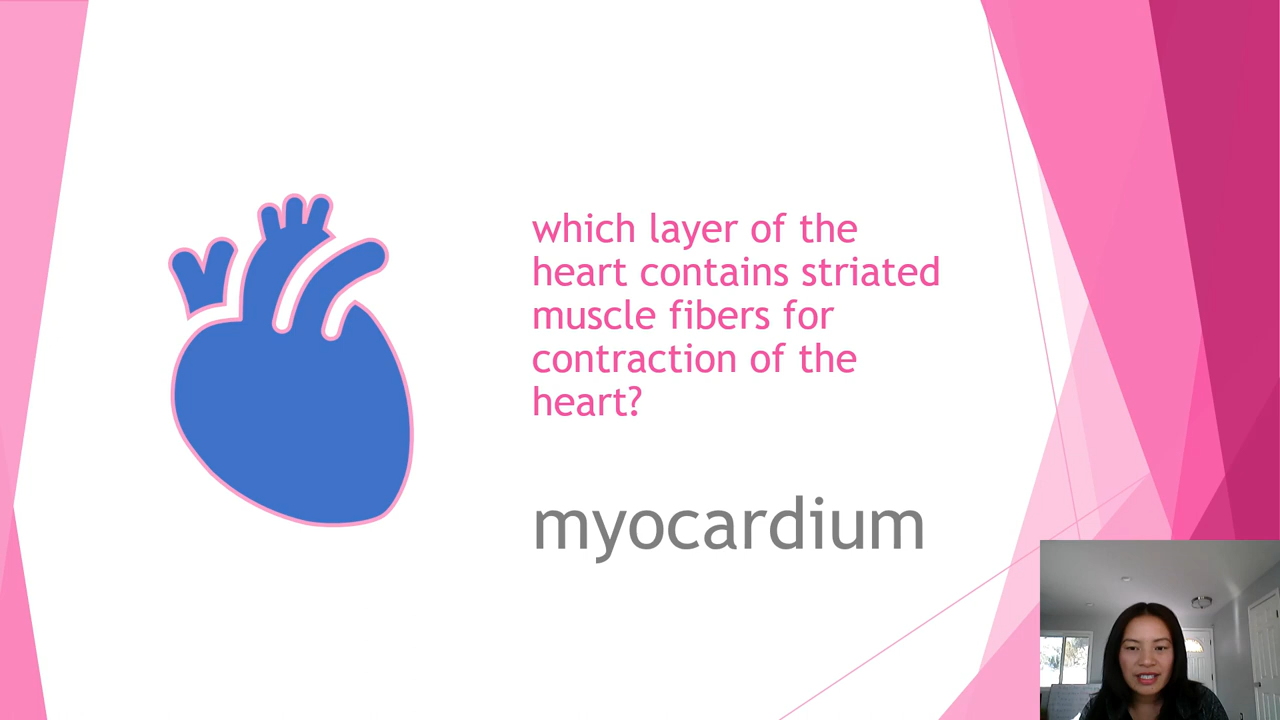 which layer of the
heart contains striated
muscle fibers for
contraction of the
heart?
myocardium